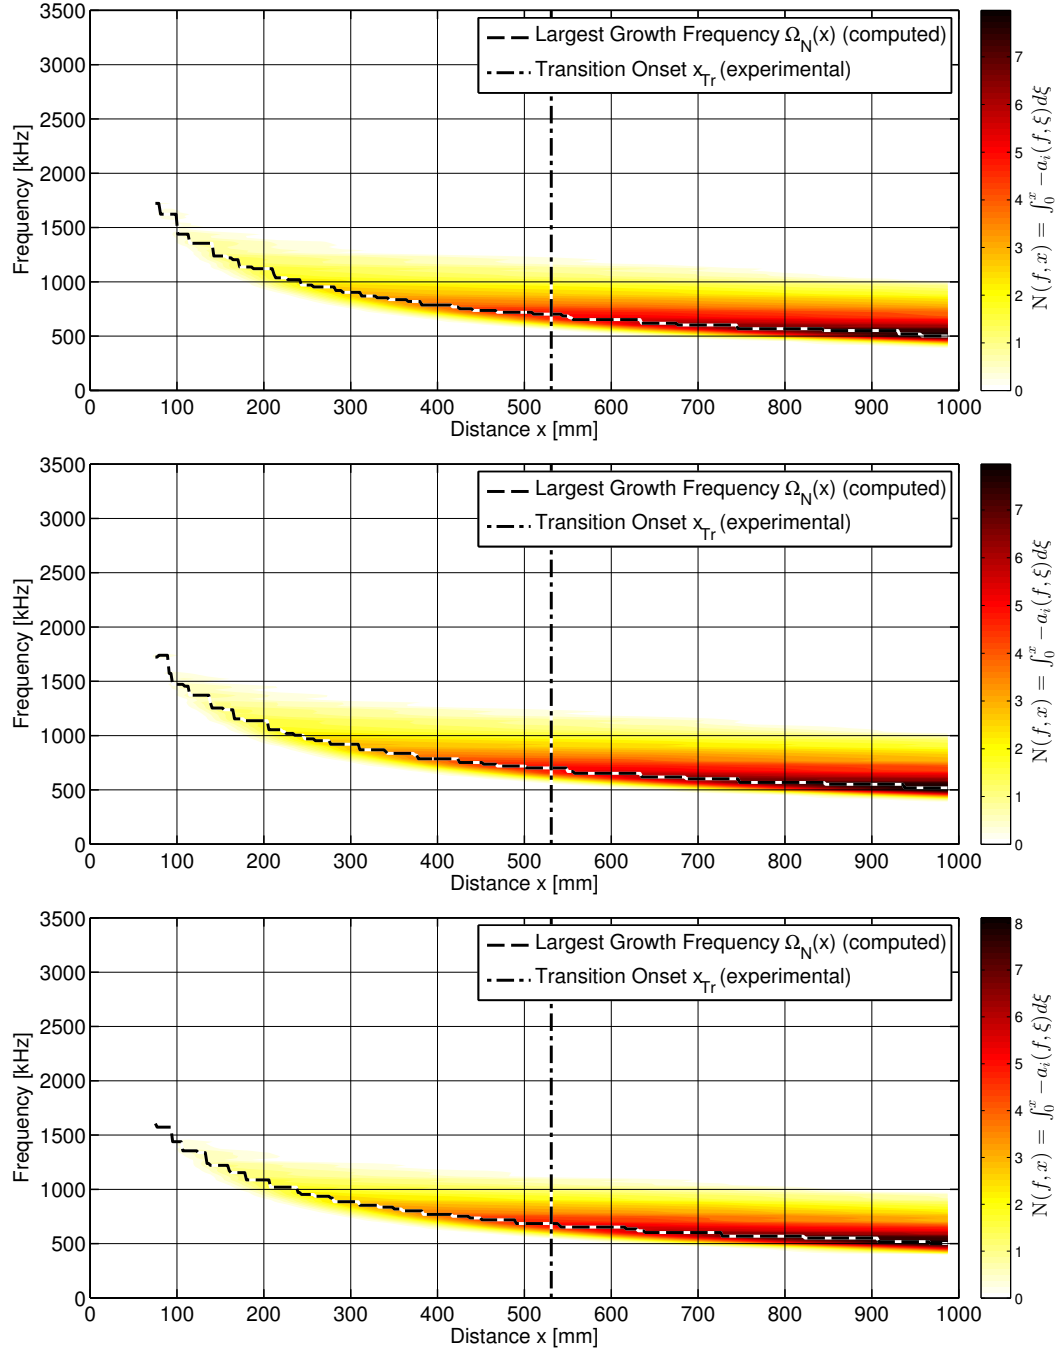 3500
3000
2500
2000
1500
1000
500
0
Frequency [kHz]
Largest Growth Frequency Ω_N(x) (computed)
Transition Onset x_Tr (experimental)
0 100 200 300 400 500 600 700 800 900 1000
Distance x [mm]
7
6
5
4
3
2
1
0
N(f, x) = ∫_0^x −a_i(f, ξ)dξ
3500
3000
2500
2000
1500
1000
500
0
Frequency [kHz]
Largest Growth Frequency Ω_N(x) (computed)
Transition Onset x_Tr (experimental)
0 100 200 300 400 500 600 700 800 900 1000
Distance x [mm]
7
6
5
4
3
2
1
0
N(f, x) = ∫_0^x −a_i(f, ξ)dξ
3500
3000
2500
2000
1500
1000
500
0
Frequency [kHz]
Largest Growth Frequency Ω_N(x) (computed)
Transition Onset x_Tr (experimental)
0 100 200 300 400 500 600 700 800 900 1000
Distance x [mm]
8
7
6
5
4
3
2
1
0
N(f, x) = ∫_0^x −a_i(f, ξ)dξ